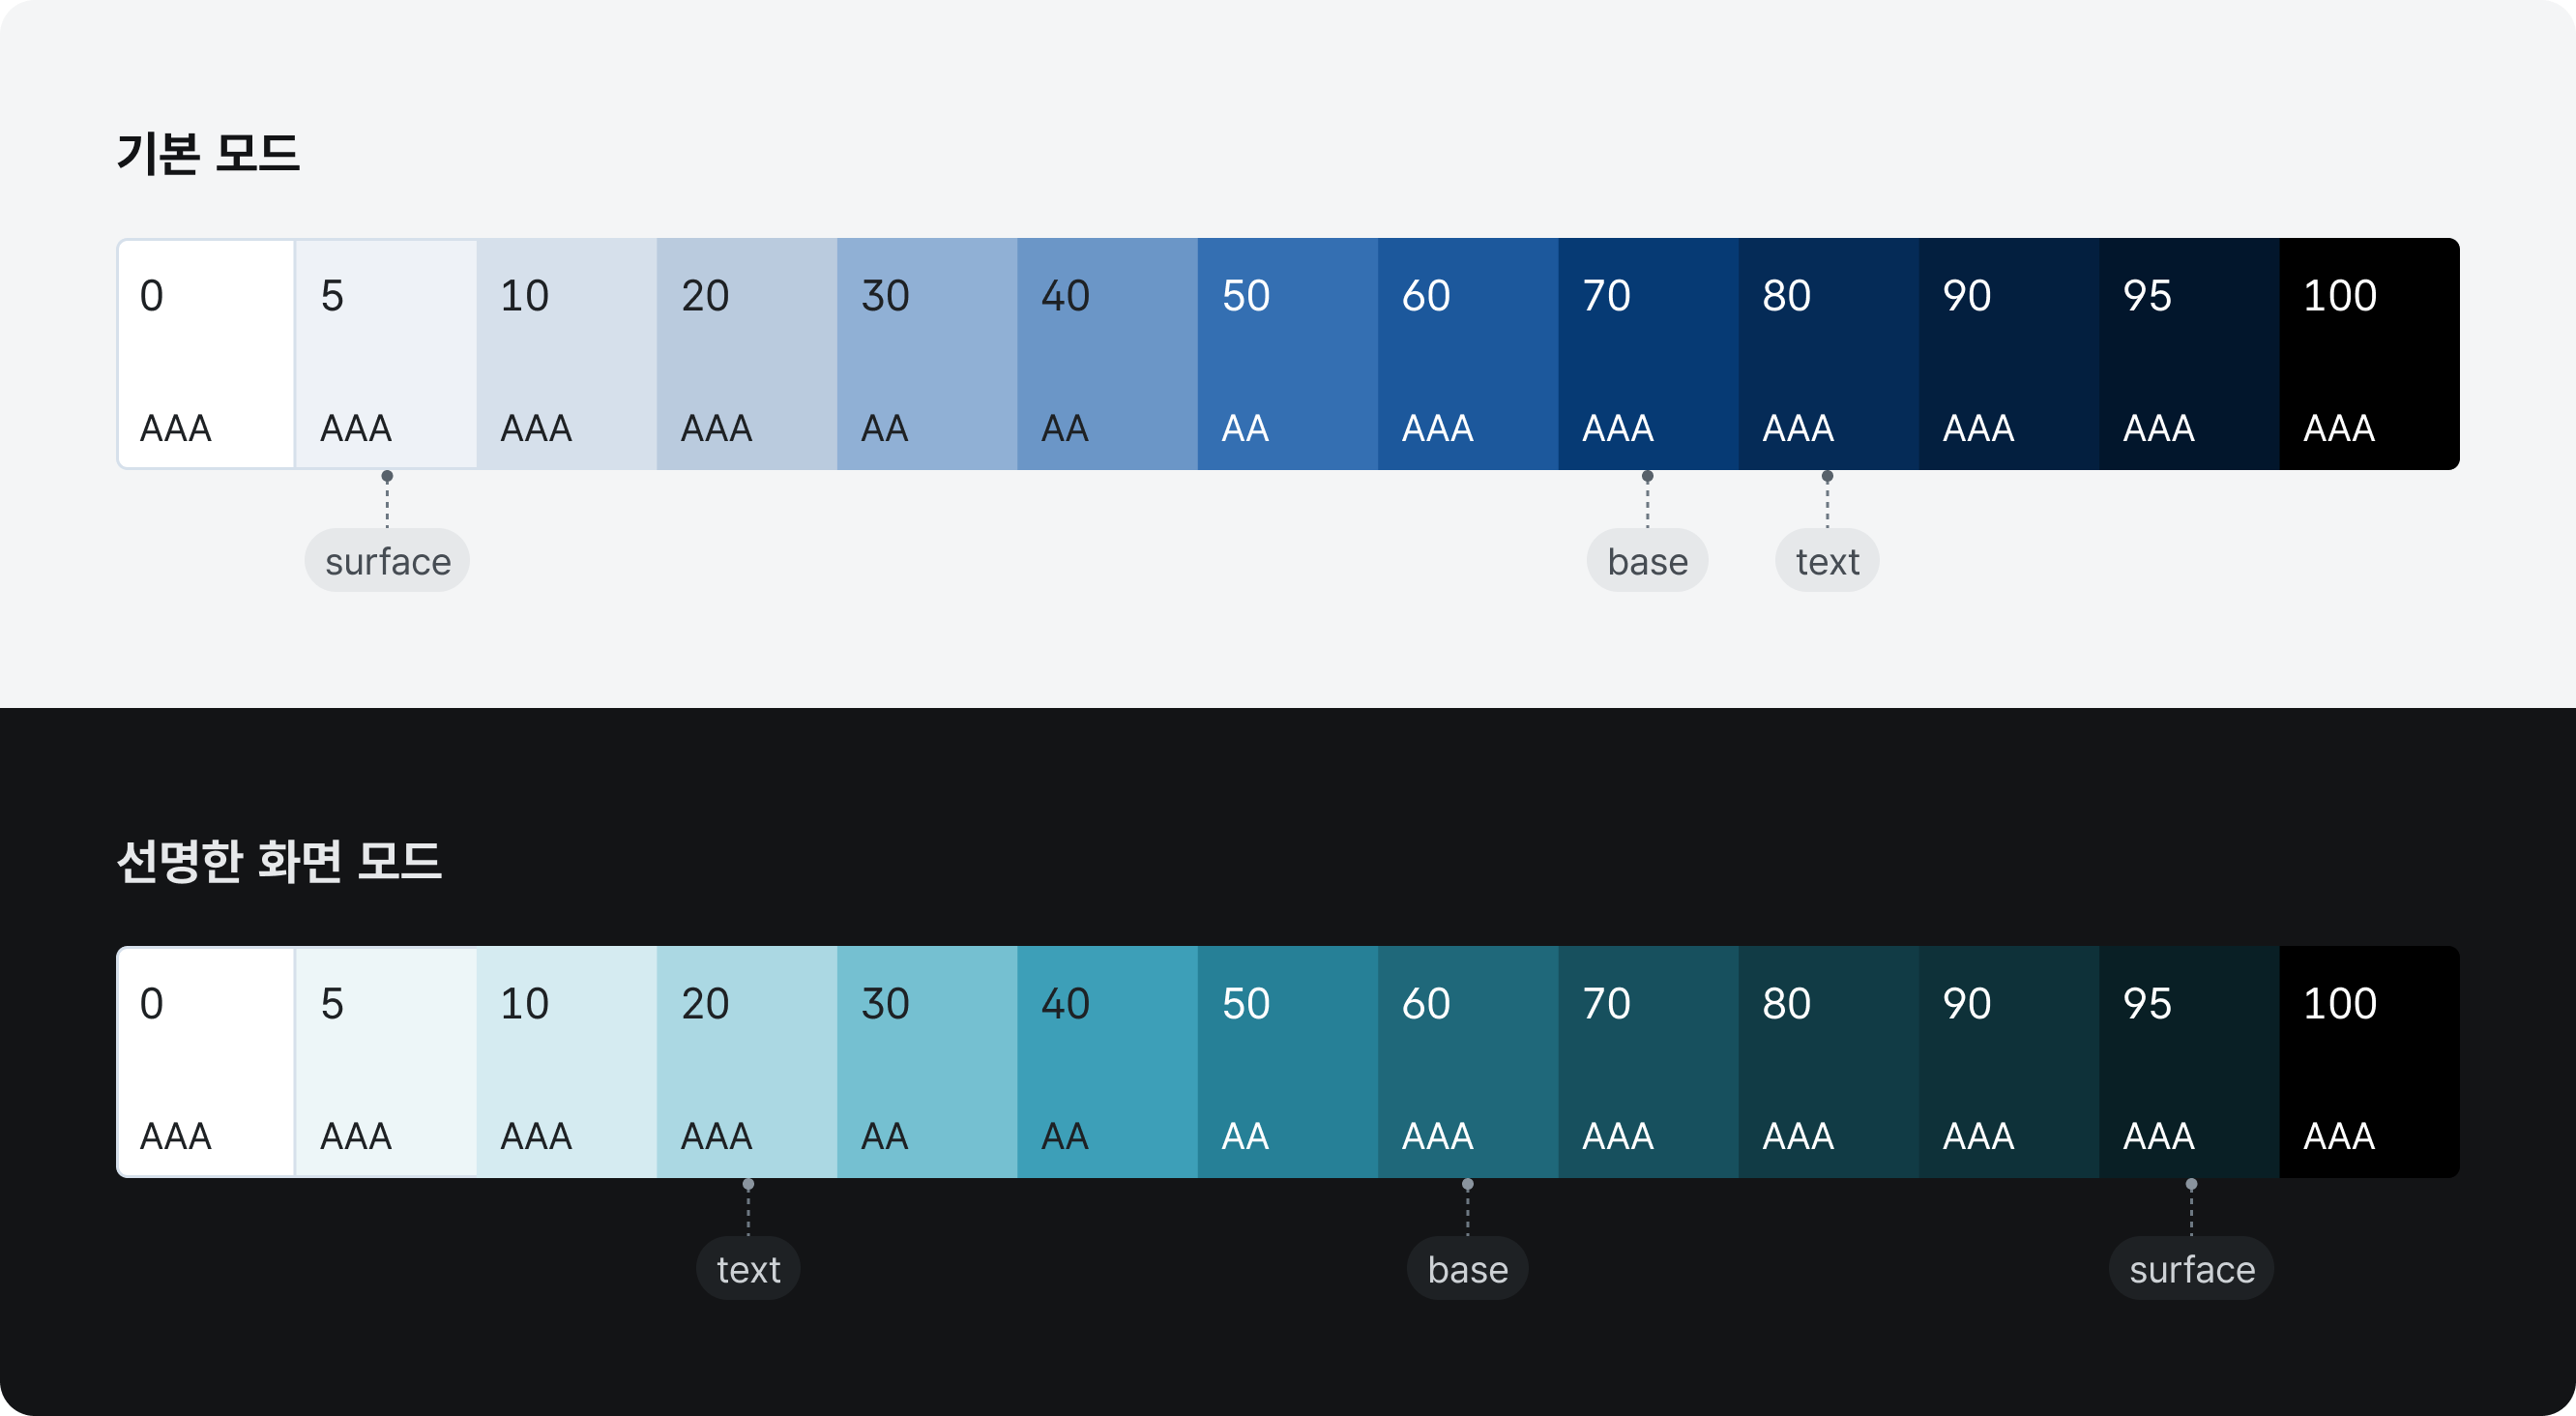 기본 모드
0 5 10 20 30 40 50 60 70 80 90 95 100
AAA AAA AAA AAA AA AA AA AAA AAA AAA AAA AAA AAA
surface base text
선명한 화면 모드
0 5 10 20 30 40 50 60 70 80 90 95 100
AAA AAA AAA AAA AA AA AA AAA AAA AAA AAA AAA AAA
text base surface